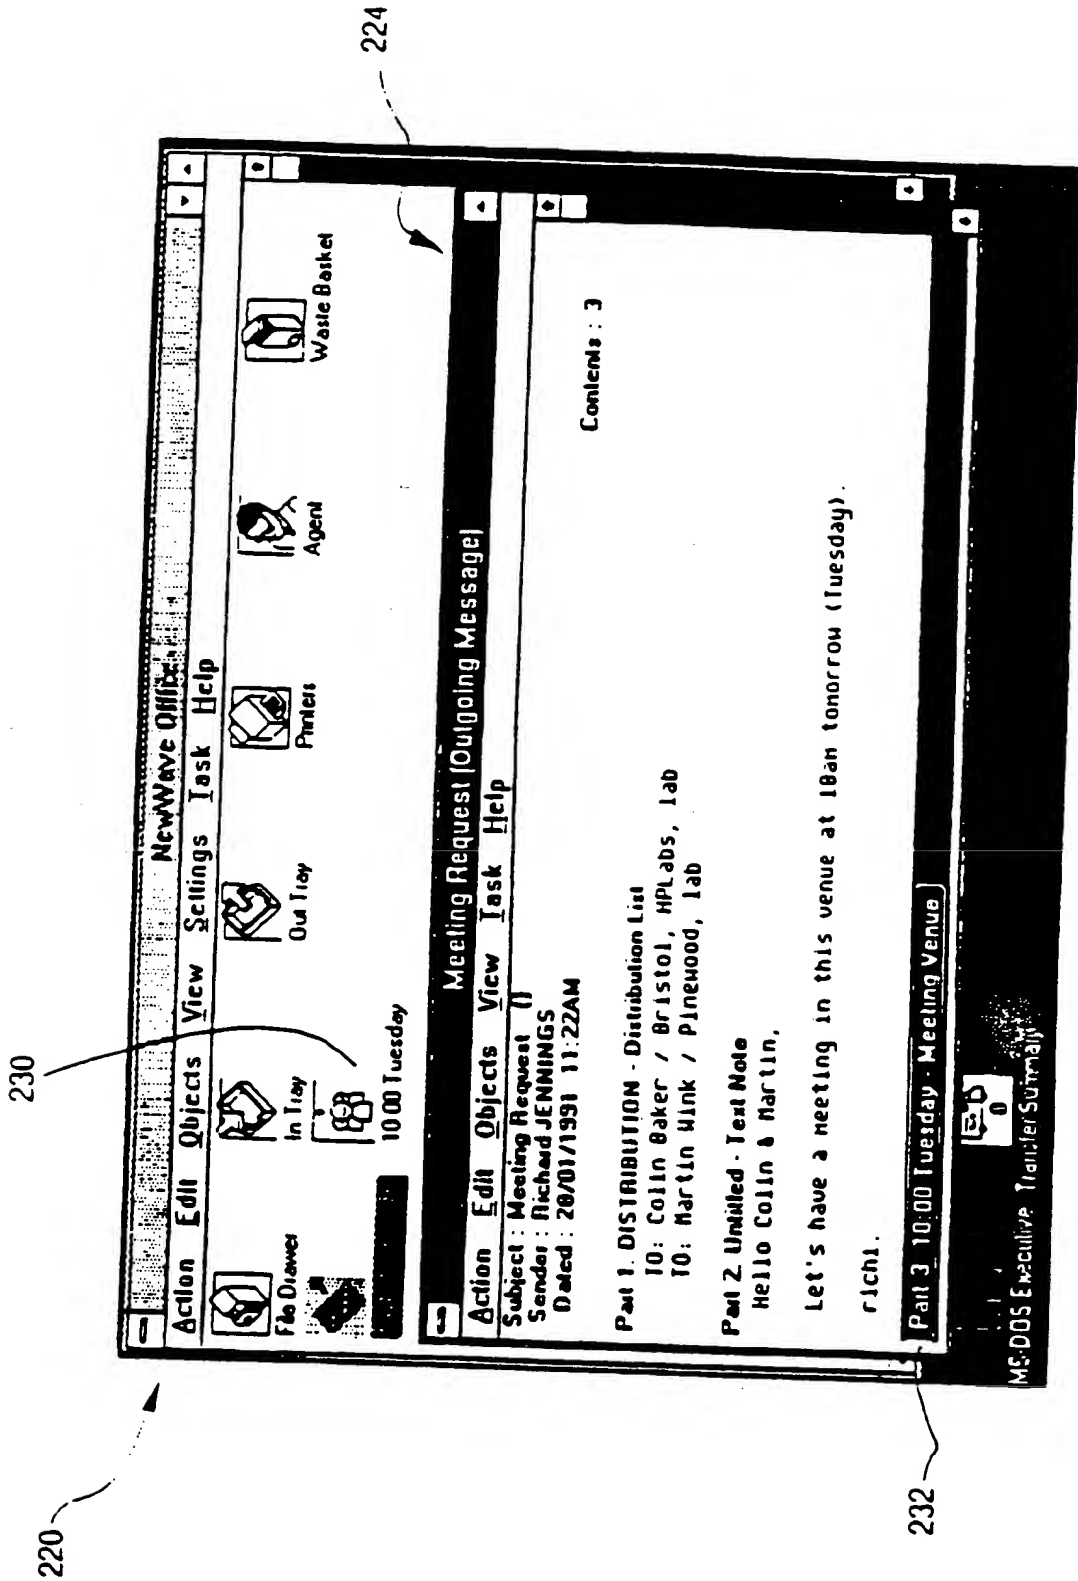 220
230
224
NewWave Office
Action Edit Objects View Settings Task Help
File Drawer
In Tray
Out Tray
Printers
Agent
Waste Basket
10:00 Tuesday
Meeting Request [Outgoing Message]
Action Edit Objects View Task Help
Subject : Meeting Request ()
Sender : Richard JENNINGS
Dated : 28/01/1991 11:22AM
Contents : 3
Part 1. DISTRIBUTION - Distribution List
TO: Colin Baker / Bristol, HPLabs, lab
TO: Martin Wink / Pinewood, lab
Part 2. Untitled - Text Note
Hello Colin & Martin,
Let's have a meeting in this venue at 10am tomorrow (Tuesday).
richi.
Part 3 10:00 Tuesday - Meeting Venue
MS-DOS Executive
Transfer Summary
232